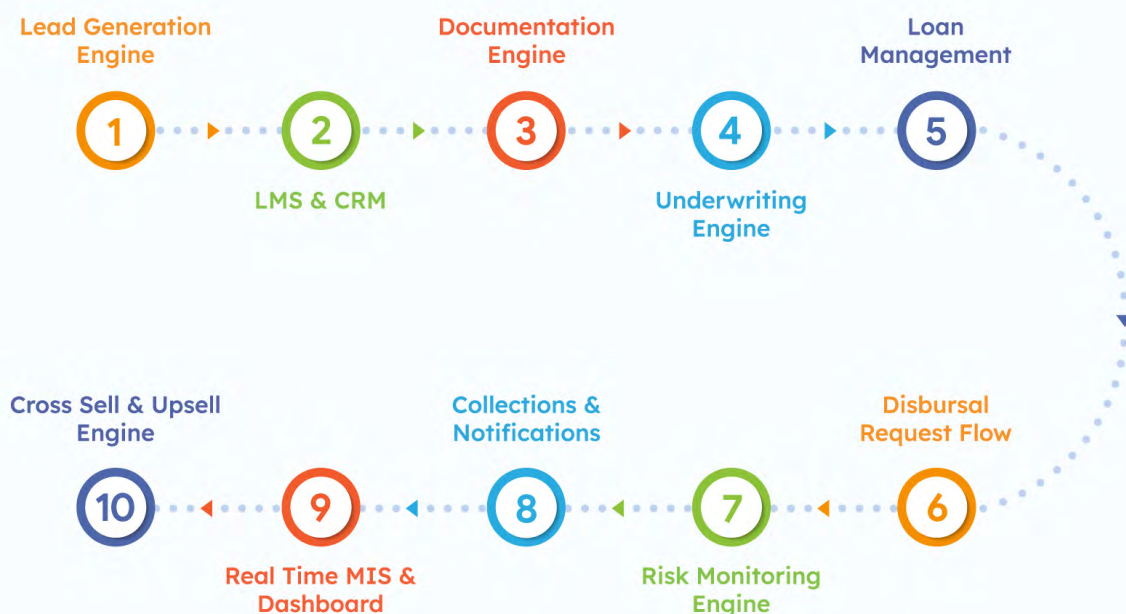 Lead Generation
Engine
1
2
LMS & CRM
Documentation
Engine
3
4
Underwriting
Engine
Loan
Management
5
Disbursal
Request Flow
6
7
Risk Monitoring
Engine
Collections &
Notifications
8
9
Real Time MIS &
Dashboard
Cross Sell & Upsell
Engine
10